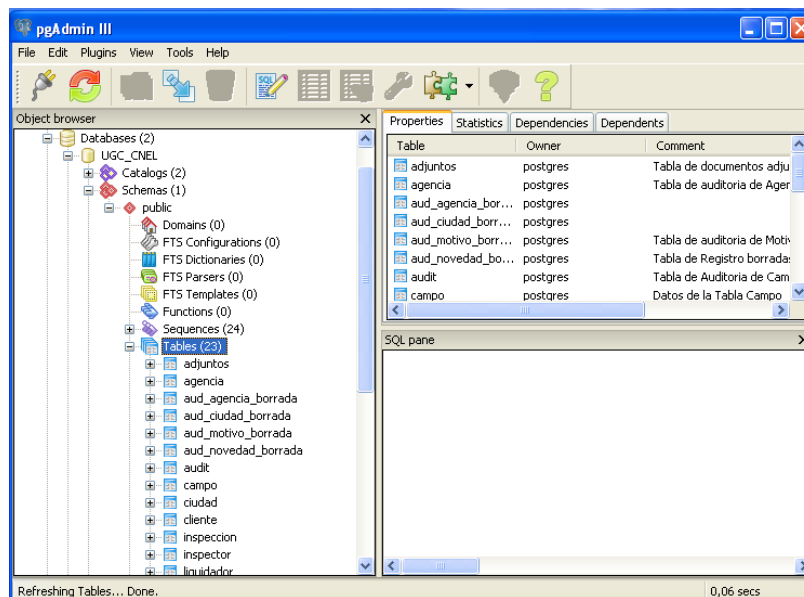 pgAdmin III
File Edit Plugins View Tools Help
SQL
Object browser
Databases (2)
UGC_CNEL
Catalogs (2)
Schemas (1)
public
Domains (0)
FTS Configurations (0)
FTS Dictionaries (0)
FTS Parsers (0)
FTS Templates (0)
Functions (0)
Sequences (24)
Tables (23)
adjuntos
agencia
aud_agencia_borrada
aud_ciudad_borrada
aud_motivo_borrada
aud_novedad_borrada
audit
campo
ciudad
cliente
inspeccion
inspector
liquidador
Properties Statistics Dependencies Dependents
Table Owner Comment
adjuntos postgres Tabla de documentos adju
agencia postgres Tabla de auditoria de Ager
aud_agencia_bor... postgres
aud_ciudad_borr... postgres
aud_motivo_borr... postgres Tabla de auditoria de Motiv
aud_novedad_bo... postgres Tabla de Registro borradas
audit postgres Tabla de Auditoria de Cam
campo postgres Datos de la Tabla Campo
SQL pane
Refreshing Tables... Done. 0,06 secs